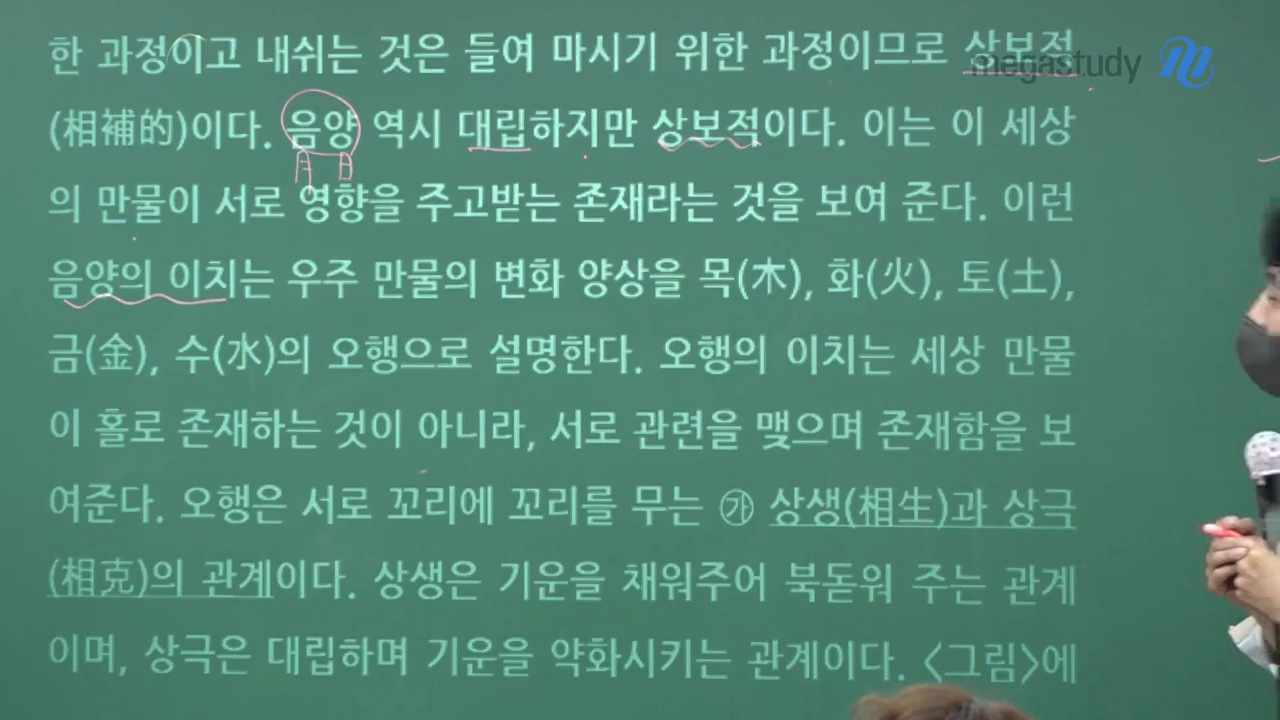 한 과정이고 내쉬는 것은 들여 마시기 위한 과정이므로 상보적
megastudy
(相補的)이다. 음양 역시 대립하지만 상보적이다. 이는 이 세상
의 만물이 서로 영향을 주고받는 존재라는 것을 보여 준다. 이런
음양의 이치는 우주 만물의 변화 양상을 목(木), 화(火), 토(土),
금(金), 수(水)의 오행으로 설명한다. 오행의 이치는 세상 만물
이 홀로 존재하는 것이 아니라, 서로 관련을 맺으며 존재함을 보
여준다. 오행은 서로 꼬리에 꼬리를 무는 ㉮ 상생(相生)과 상극
(相克)의 관계이다. 상생은 기운을 채워주어 북돋워 주는 관계
이며, 상극은 대립하며 기운을 약화시키는 관계이다. <그림>에